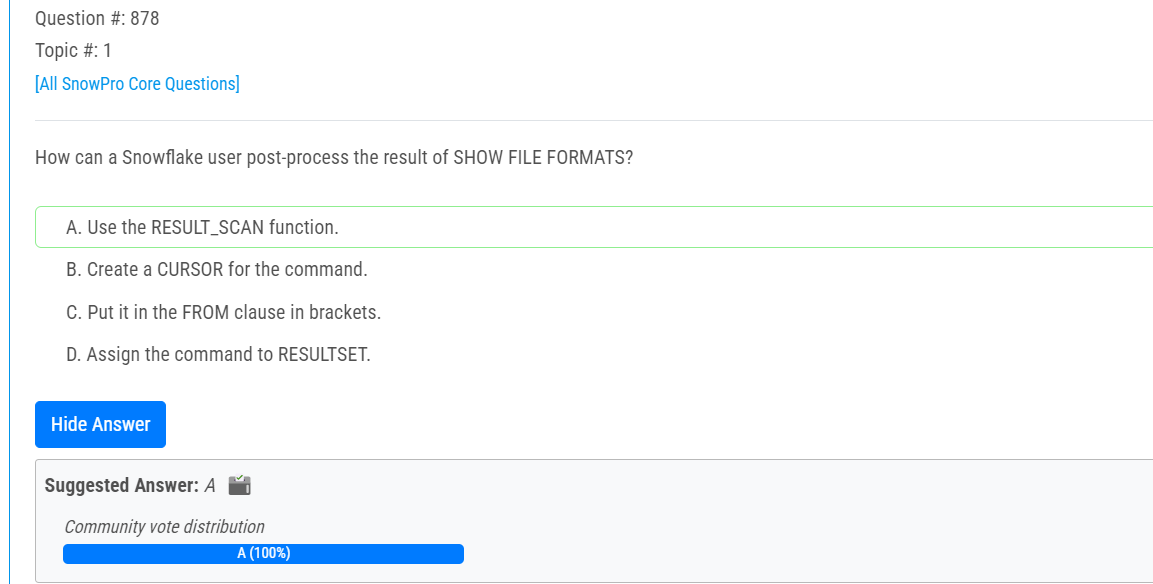 Question #: 878
Topic #: 1
[All SnowPro Core Questions]
How can a Snowflake user post-process the result of SHOW FILE FORMATS?
A. Use the RESULT_SCAN function.
B. Create a CURSOR for the command.
C. Put it in the FROM clause in brackets.
D. Assign the command to RESULTSET.
Hide Answer
Suggested Answer: A
Community vote distribution
A (100%)